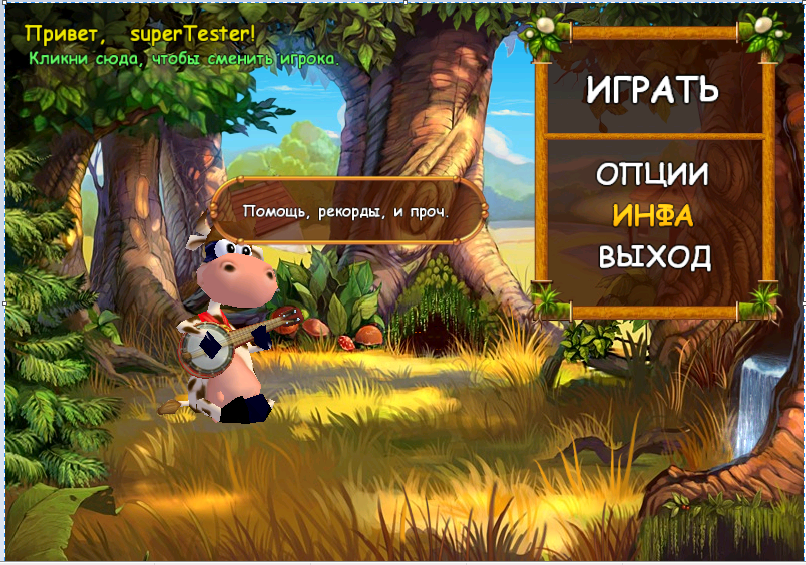 Привет, superTester!
Кликни сюда, чтобы сменить игрока.
ИГРАТЬ
ОПЦИИ
ИНФА
ВЫХОД
Помощь, рекорды, и проч.